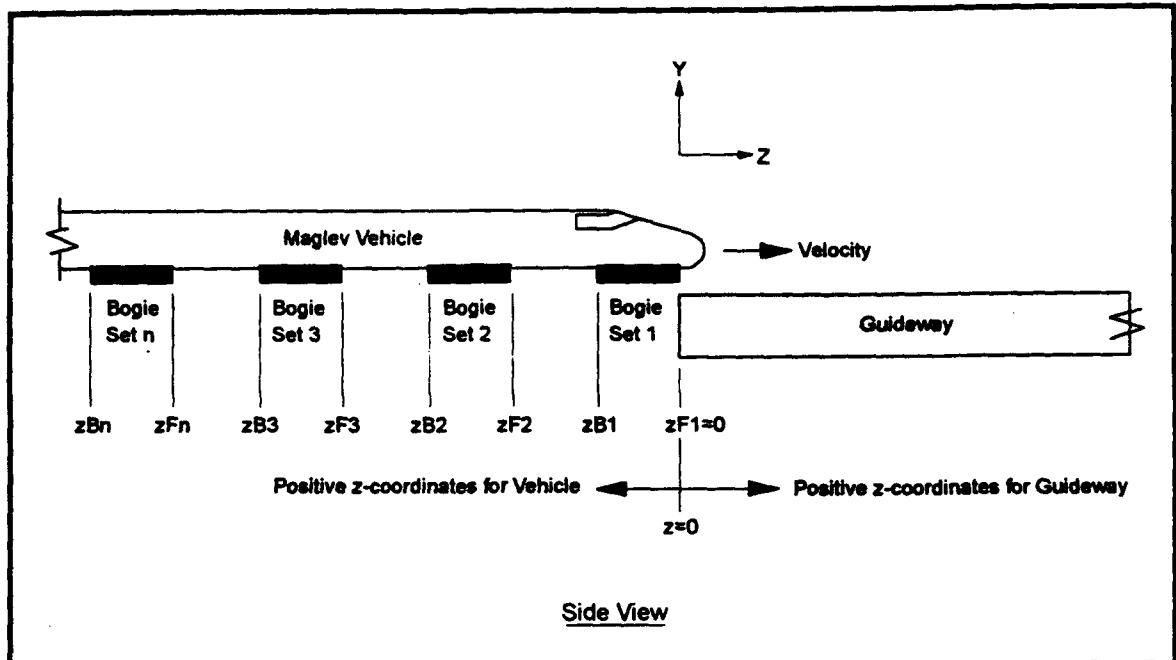 Y
Z
Maglev Vehicle
Velocity
Bogie
Set n
Bogie
Set 3
Bogie
Set 2
Bogie
Set 1
Guideway
zBn
zFn
zB3
zF3
zB2
zF2
zB1
zF1=0
Positive z-coordinates for Vehicle
Positive z-coordinates for Guideway
z=0
Side View